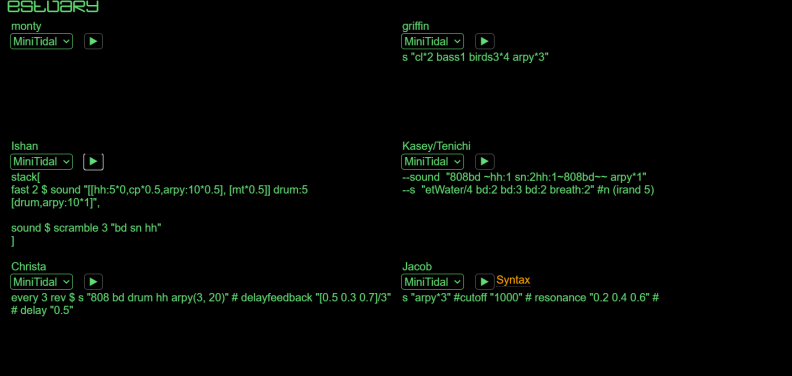 estuary
monty
MiniTidal
griffin
MiniTidal
s "cl*2 bass1 birds3*4 arpy*3"
Ishan
MiniTidal
stack[
fast 2 $ sound "[[hh:5*0,cp*0.5,arpy:10*0.5], [mt*0.5]] drum:5
[drum,arpy:10*1]",
sound $ scramble 3 "bd sn hh"
]
Kasey/Tenichi
MiniTidal
--sound  "808bd ~hh:1 sn:2hh:1~808bd~~ arpy*1"
--s  "etWater/4 bd:2 bd:3 bd:2 breath:2" #n (irand 5)
Christa
MiniTidal
every 3 rev $ s "808 bd drum hh arpy(3, 20)" # delayfeedback "[0.5 0.3 0.7]/3"
# delay "0.5"
Jacob
MiniTidal
Syntax
s "arpy*3" #cutoff "1000" # resonance "0.2 0.4 0.6" #